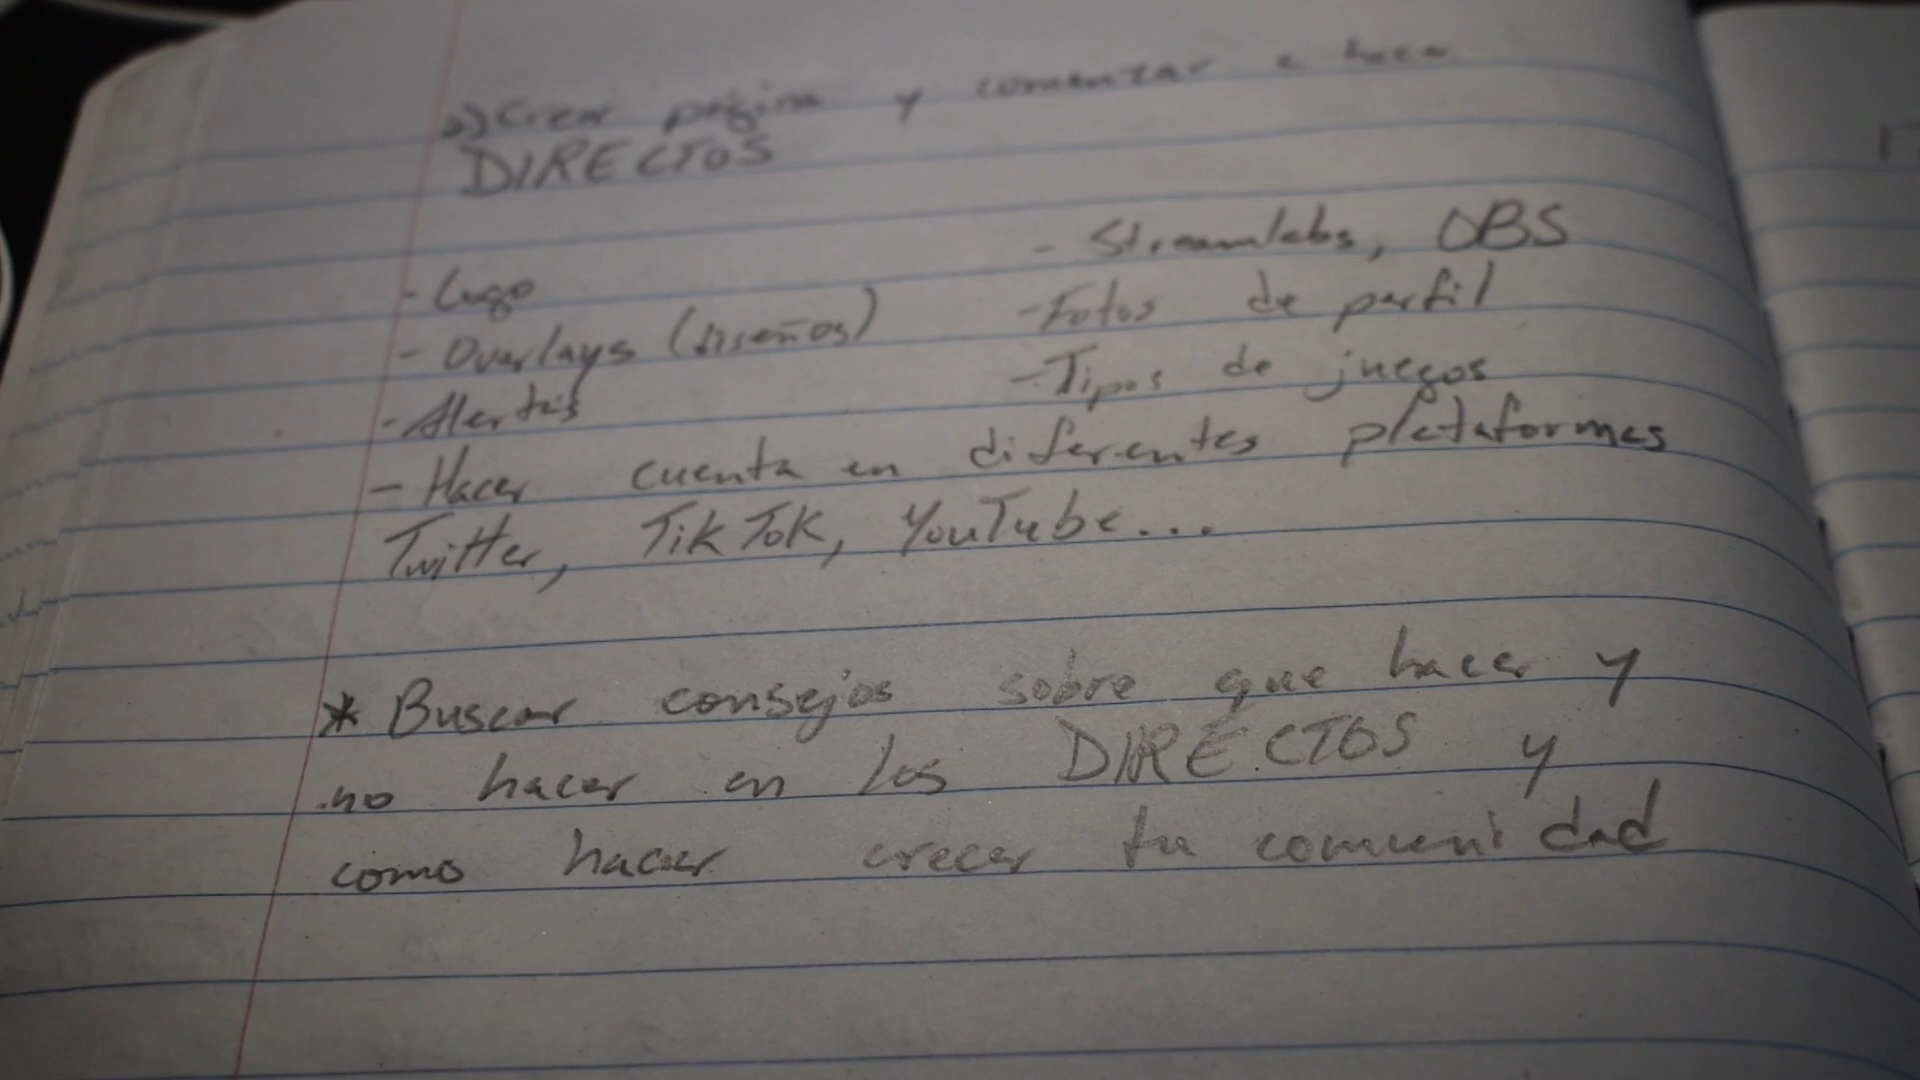 Crear pagina y comenzar a hacer
DIRECTOS
- Logo
- Overlays (diseños)
- Alertas
- Streamlabs, OBS
- Fotos de perfil
- Tipos de juegos
- Hacer cuenta en diferentes plataformas
Twitter, TikTok, YouTube...
* Buscar consejos sobre que hacer y
no hacer en los DIRECTOS y
como hacer crecer tu comunidad